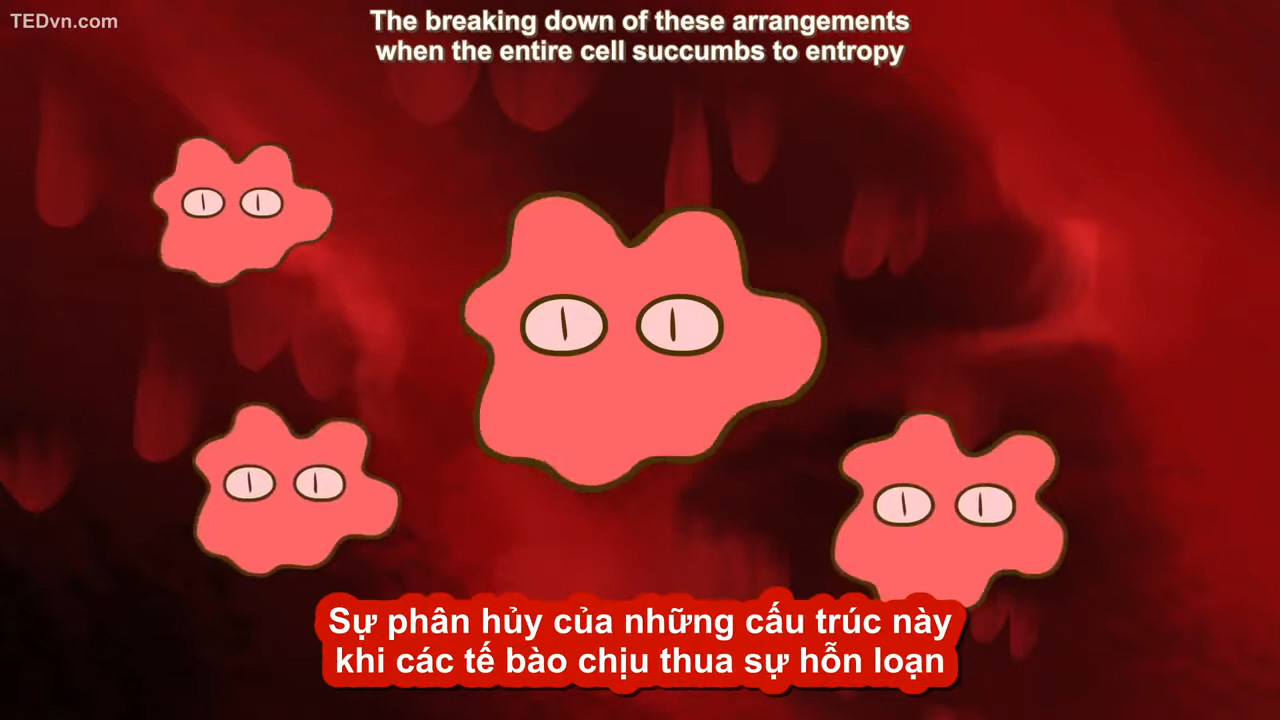 TEDvn.com
The breaking down of these arrangements
when the entire cell succumbs to entropy
Sự phân hủy của những cấu trúc này
khi các tế bào chịu thua sự hỗn loạn